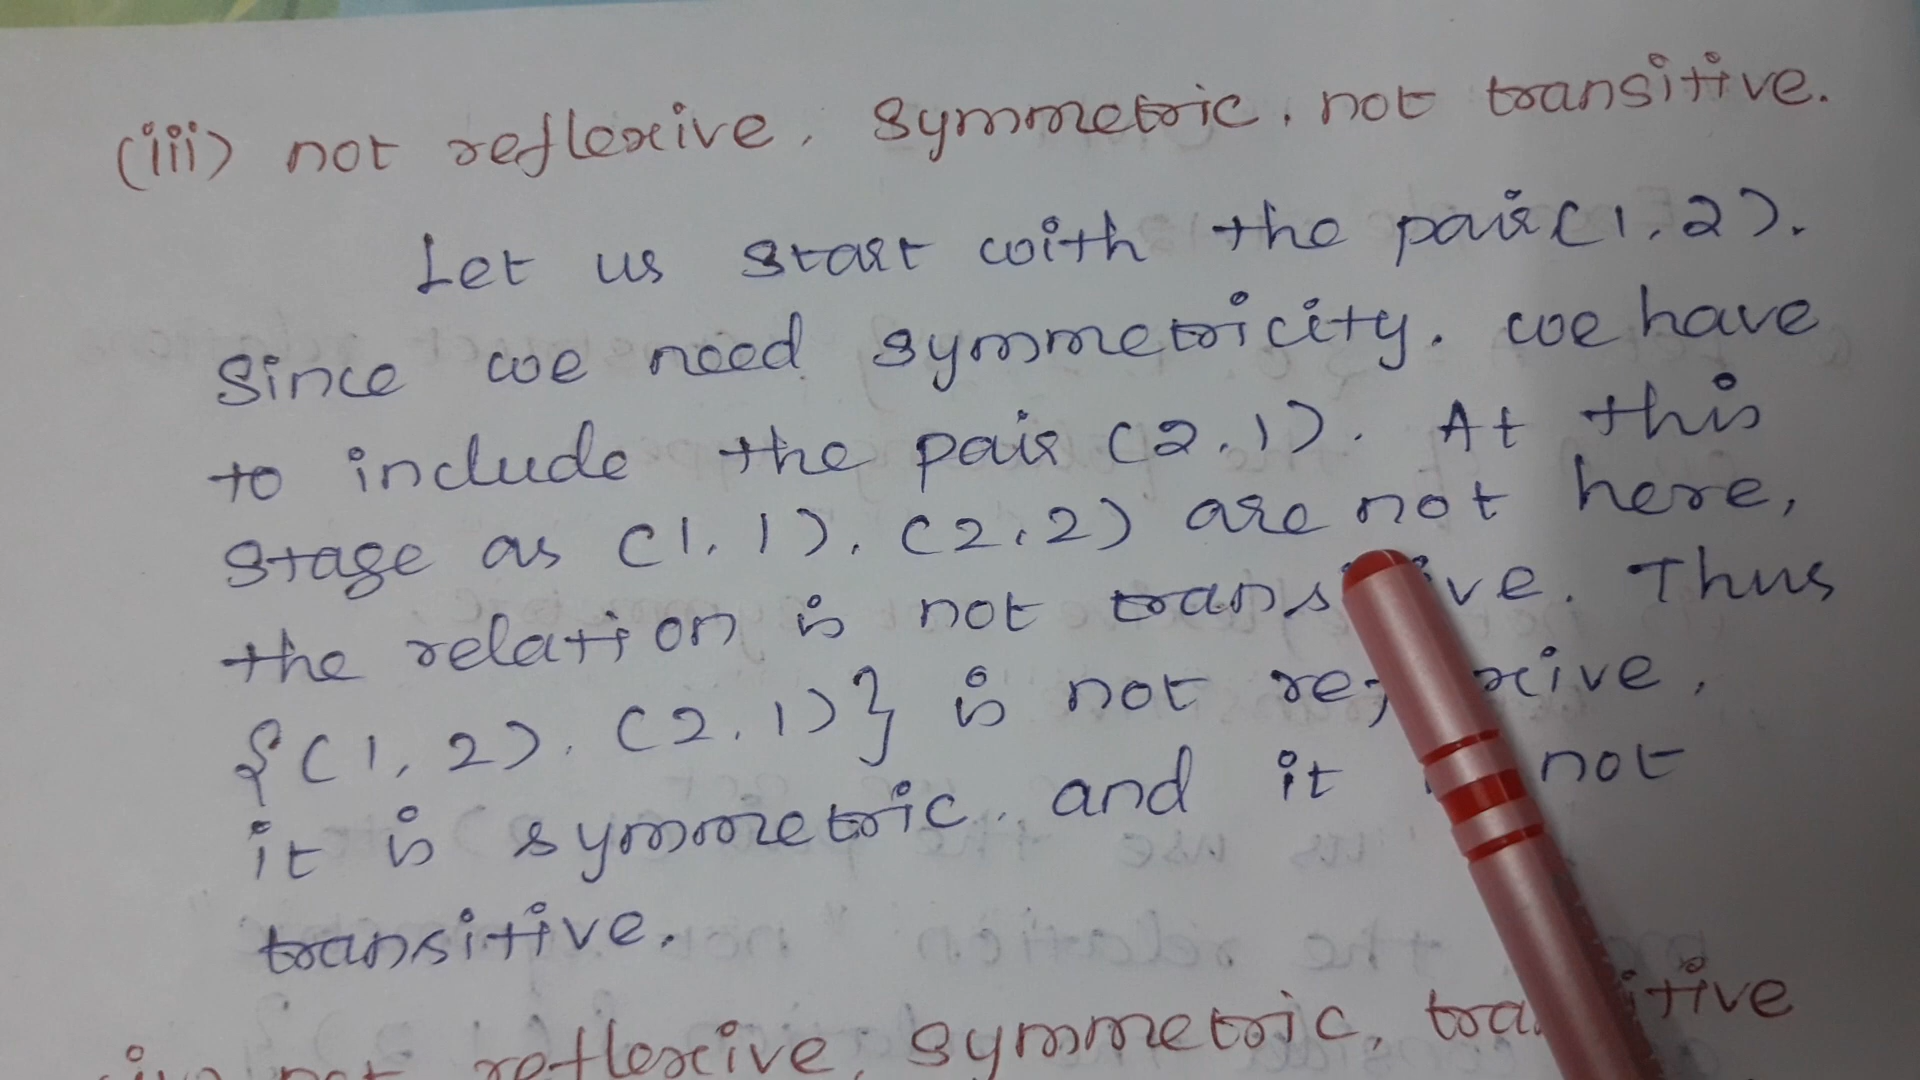 (iii) not reflexive, symmetric, not transitive.
Let us start with the pair (1, 2).
Since we need symmetricity, we have
to include the pair (2, 1). At this
stage as (1, 1), (2, 2) are not here,
the relation is not
Thus
{(1, 2), (2, 1)} is not
it is symmetric, and it not
transitive.
not reflexive, symmetric,